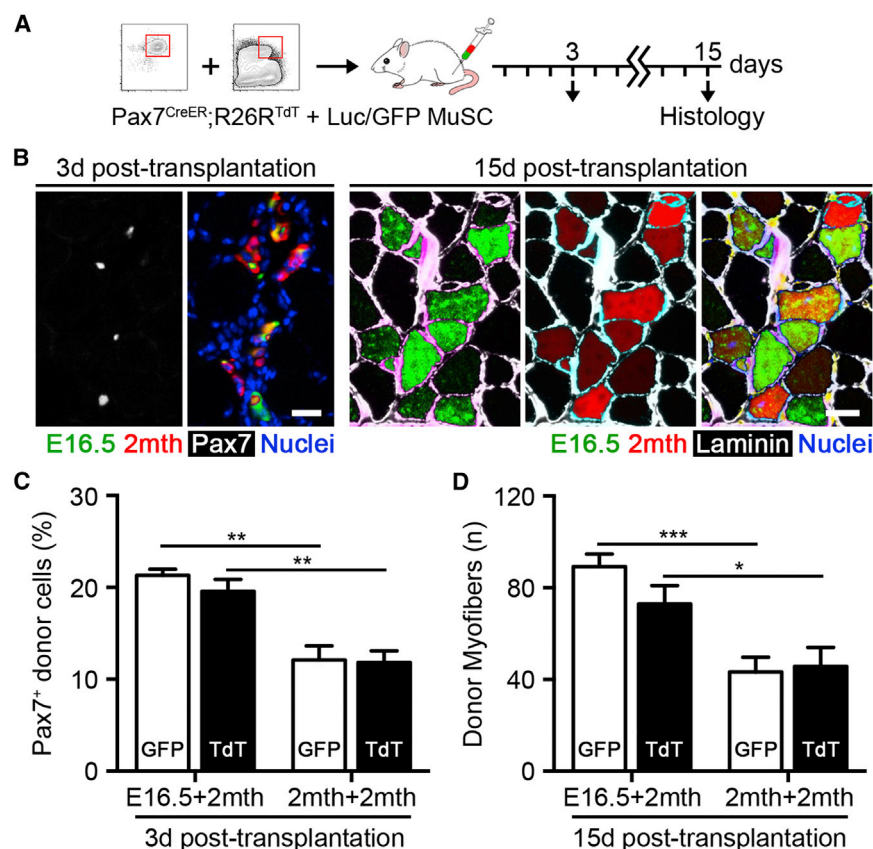 A
+
3
15
days
Pax7CreER;R26RTdT + Luc/GFP MuSC
Histology
B
3d post-transplantation
15d post-transplantation
E16.5 2mth Pax7 Nuclei
E16.5 2mth Laminin Nuclei
C
Pax7+ donor cells (%)
30
20
10
0
**
**
GFP
TdT
GFP
TdT
E16.5+2mth
2mth+2mth
3d post-transplantation
D
Donor Myofibers (n)
120
80
40
0
***
*
GFP
TdT
GFP
TdT
E16.5+2mth
2mth+2mth
15d post-transplantation